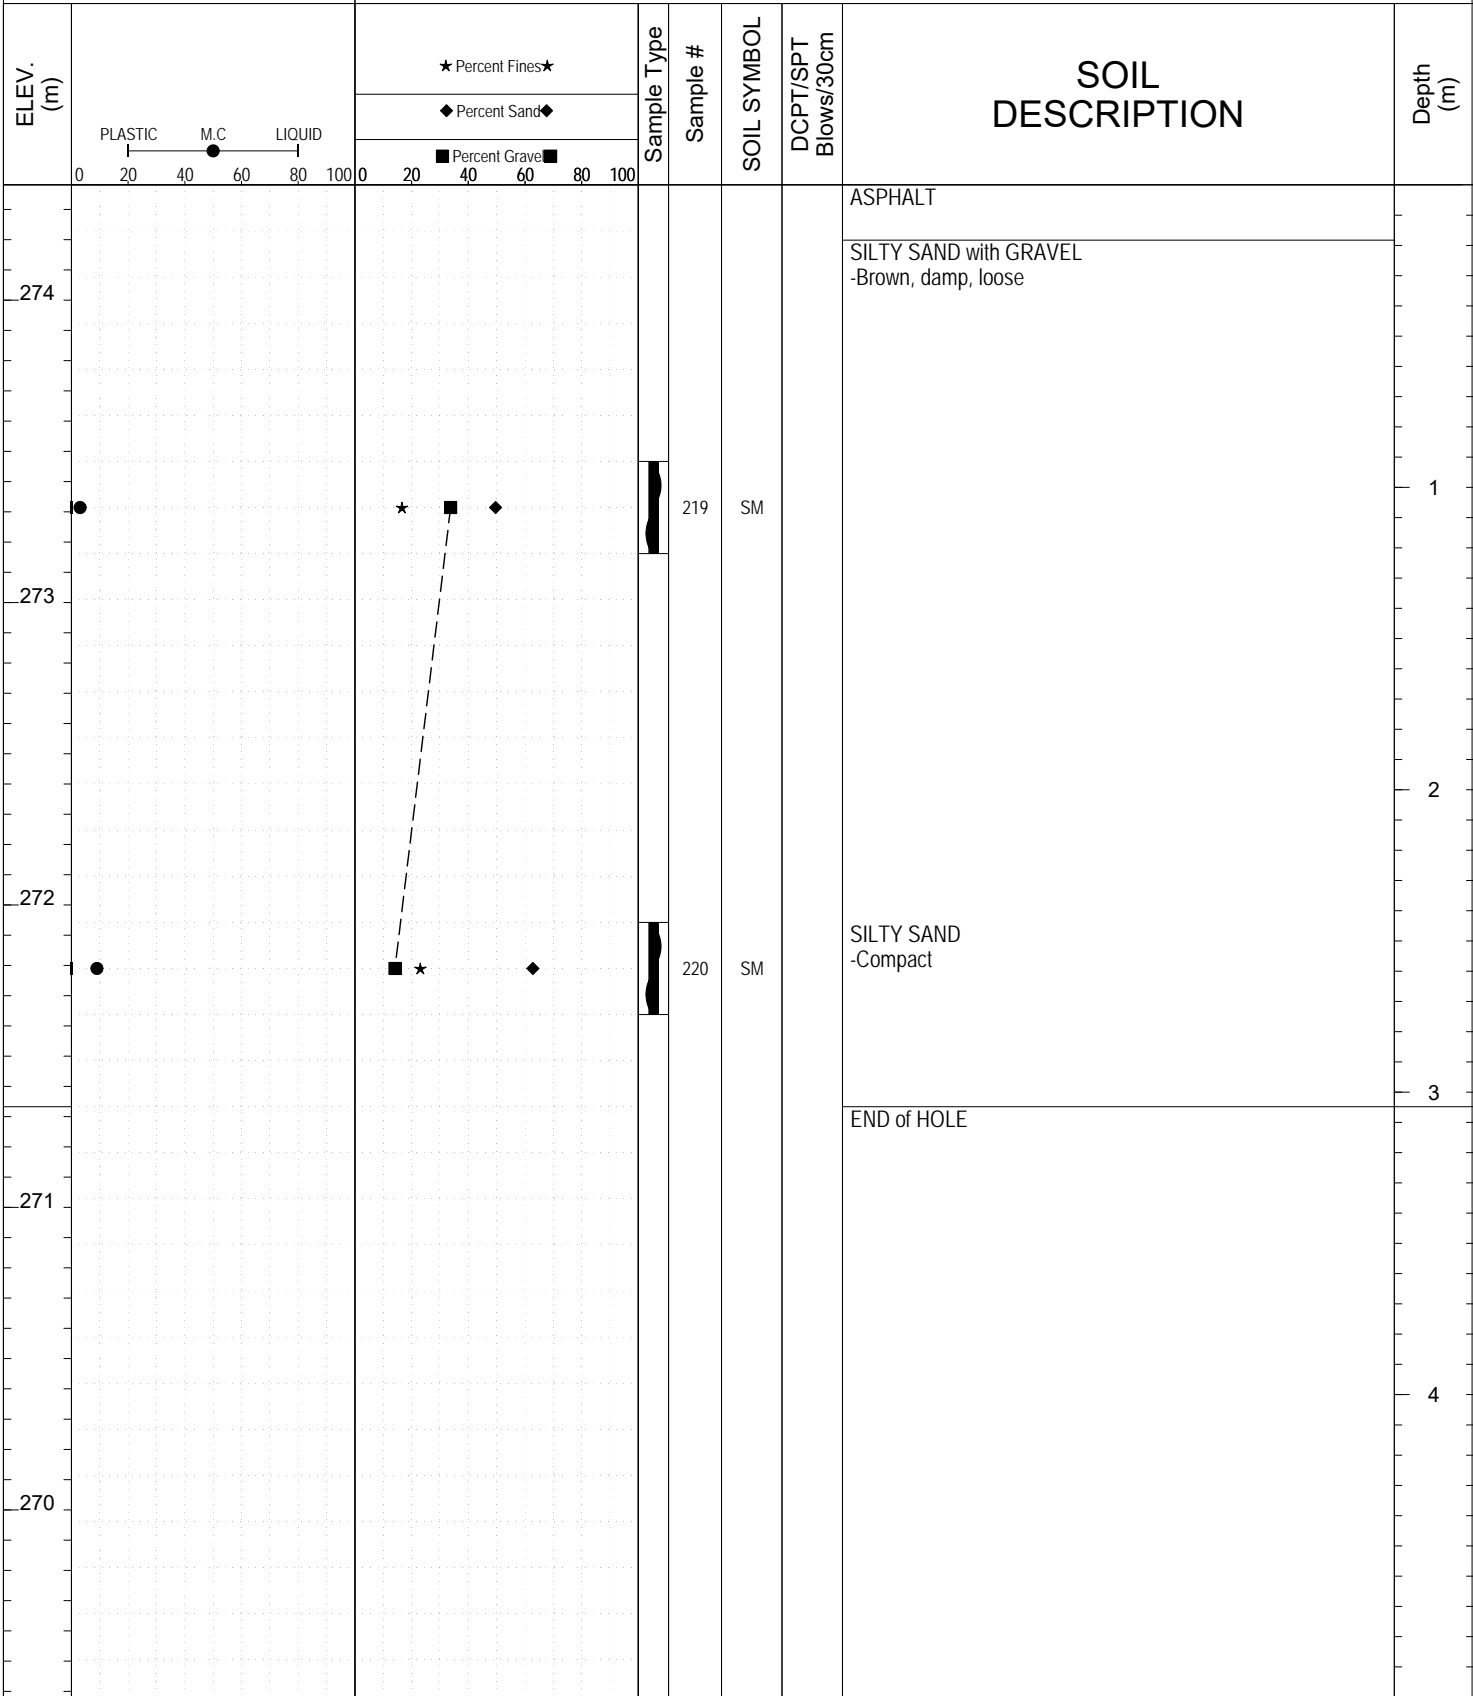 ELEV.
(m)
PLASTIC M.C LIQUID
0 20 40 60 80 100
Percent Fines
Percent Sand
Percent Gravel
0 20 40 60 80 100
Sample Type
Sample #
SOIL SYMBOL
DCPT/SPT
Blows/30cm
SOIL
DESCRIPTION
Depth
(m)
ASPHALT
SILTY SAND with GRAVEL
-Brown, damp, loose
274
1
219 SM
273
2
272
SILTY SAND
-Compact
220 SM
3
END of HOLE
271
4
270